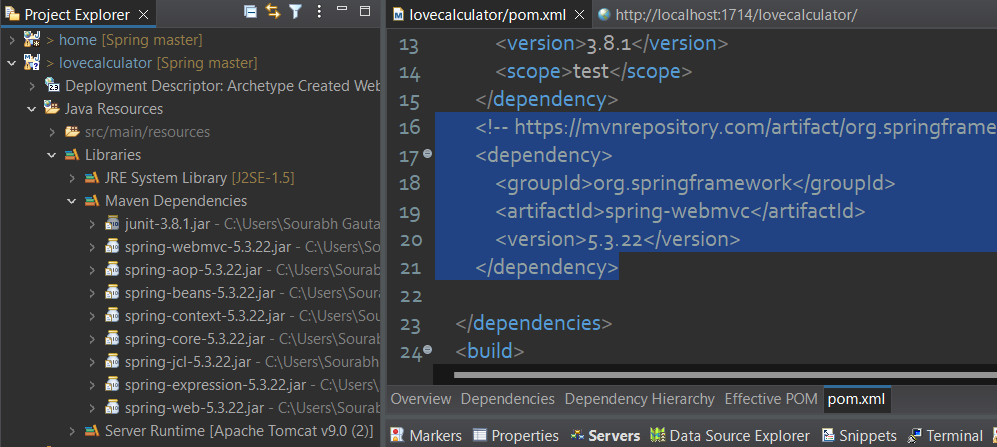 Project Explorer
home [Spring master]
lovecalculator [Spring master]
Deployment Descriptor: Archetype Created Web
Java Resources
src/main/resources
Libraries
JRE System Library [J2SE-1.5]
Maven Dependencies
junit-3.8.1.jar - C:\Users\Sourabh Gauta
spring-webmvc-5.3.22.jar - C:\Users\So
spring-aop-5.3.22.jar - C:\Users\Sourab
spring-beans-5.3.22.jar - C:\Users\Sour
spring-context-5.3.22.jar - C:\Users\Sou
spring-core-5.3.22.jar - C:\Users\Soura
spring-jcl-5.3.22.jar - C:\Users\Sourabh
spring-expression-5.3.22.jar - C:\Users\
spring-web-5.3.22.jar - C:\Users\Sourab
Server Runtime [Apache Tomcat v9.0 (2)]
lovecalculator/pom.xml
http://localhost:1714/lovecalculator/
13 <version>3.8.1</version>
14 <scope>test</scope>
15 </dependency>
16 <!-- https://mvnrepository.com/artifact/org.springframe
17 <dependency>
18 <groupId>org.springframework</groupId>
19 <artifactId>spring-webmvc</artifactId>
20 <version>5.3.22</version>
21 </dependency>
22
23 </dependencies>
24 <build>
Overview Dependencies Dependency Hierarchy Effective POM pom.xml
Markers Properties Servers Data Source Explorer Snippets Terminal